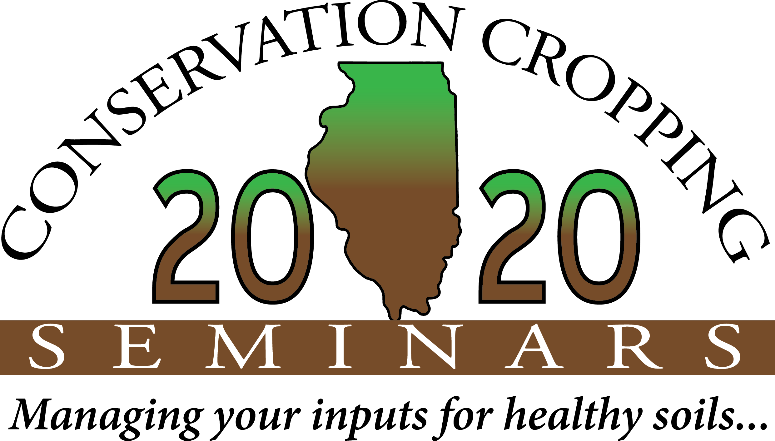 CONSERVATION CROPPING
2020
SEMINARS
Managing your inputs for healthy soils...